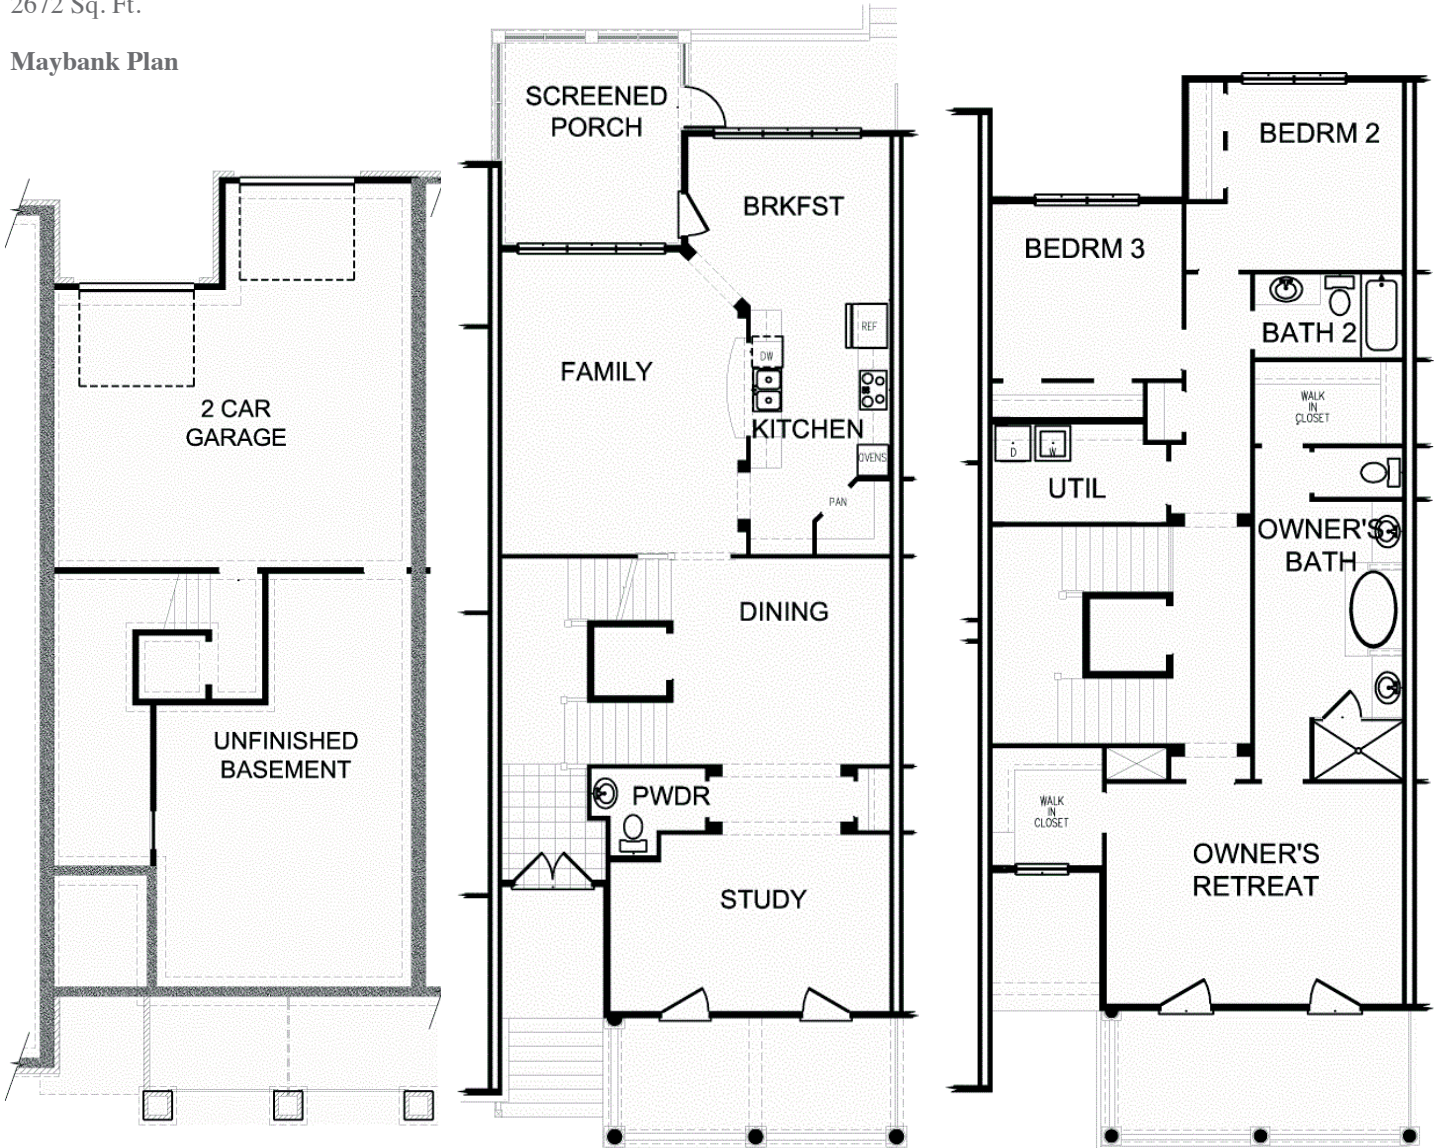 2672 Sq. Ft.
Maybank Plan
2 CAR
GARAGE
UNFINISHED
BASEMENT
SCREENED
PORCH
BRKFST
FAMILY
REF
DW
KITCHEN
OVENS
PAN
DINING
PWDR
STUDY
BEDRM 2
BEDRM 3
BATH 2
WALK
IN
CLOSET
D
W
UTIL
OWNER'S
BATH
WALK
IN
CLOSET
OWNER'S
RETREAT